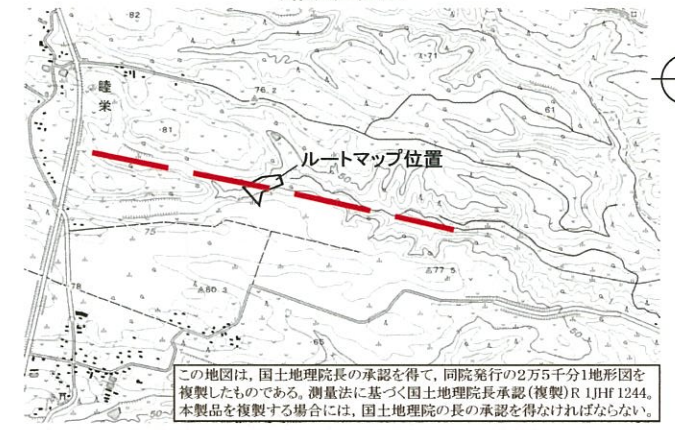 82
睦栄
76.2
71
61
81
ルートマップ位置
50
75
77.5
78
60.3
65
50
この地図は，国土地理院長の承認を得て，同院発行の2万5千分1地形図を
複製したものである。測量法に基づく国土地理院長承認（複製）R 1JHf 1244。
本製品を複製する場合には，国土地理院の長の承認を得なければならない。